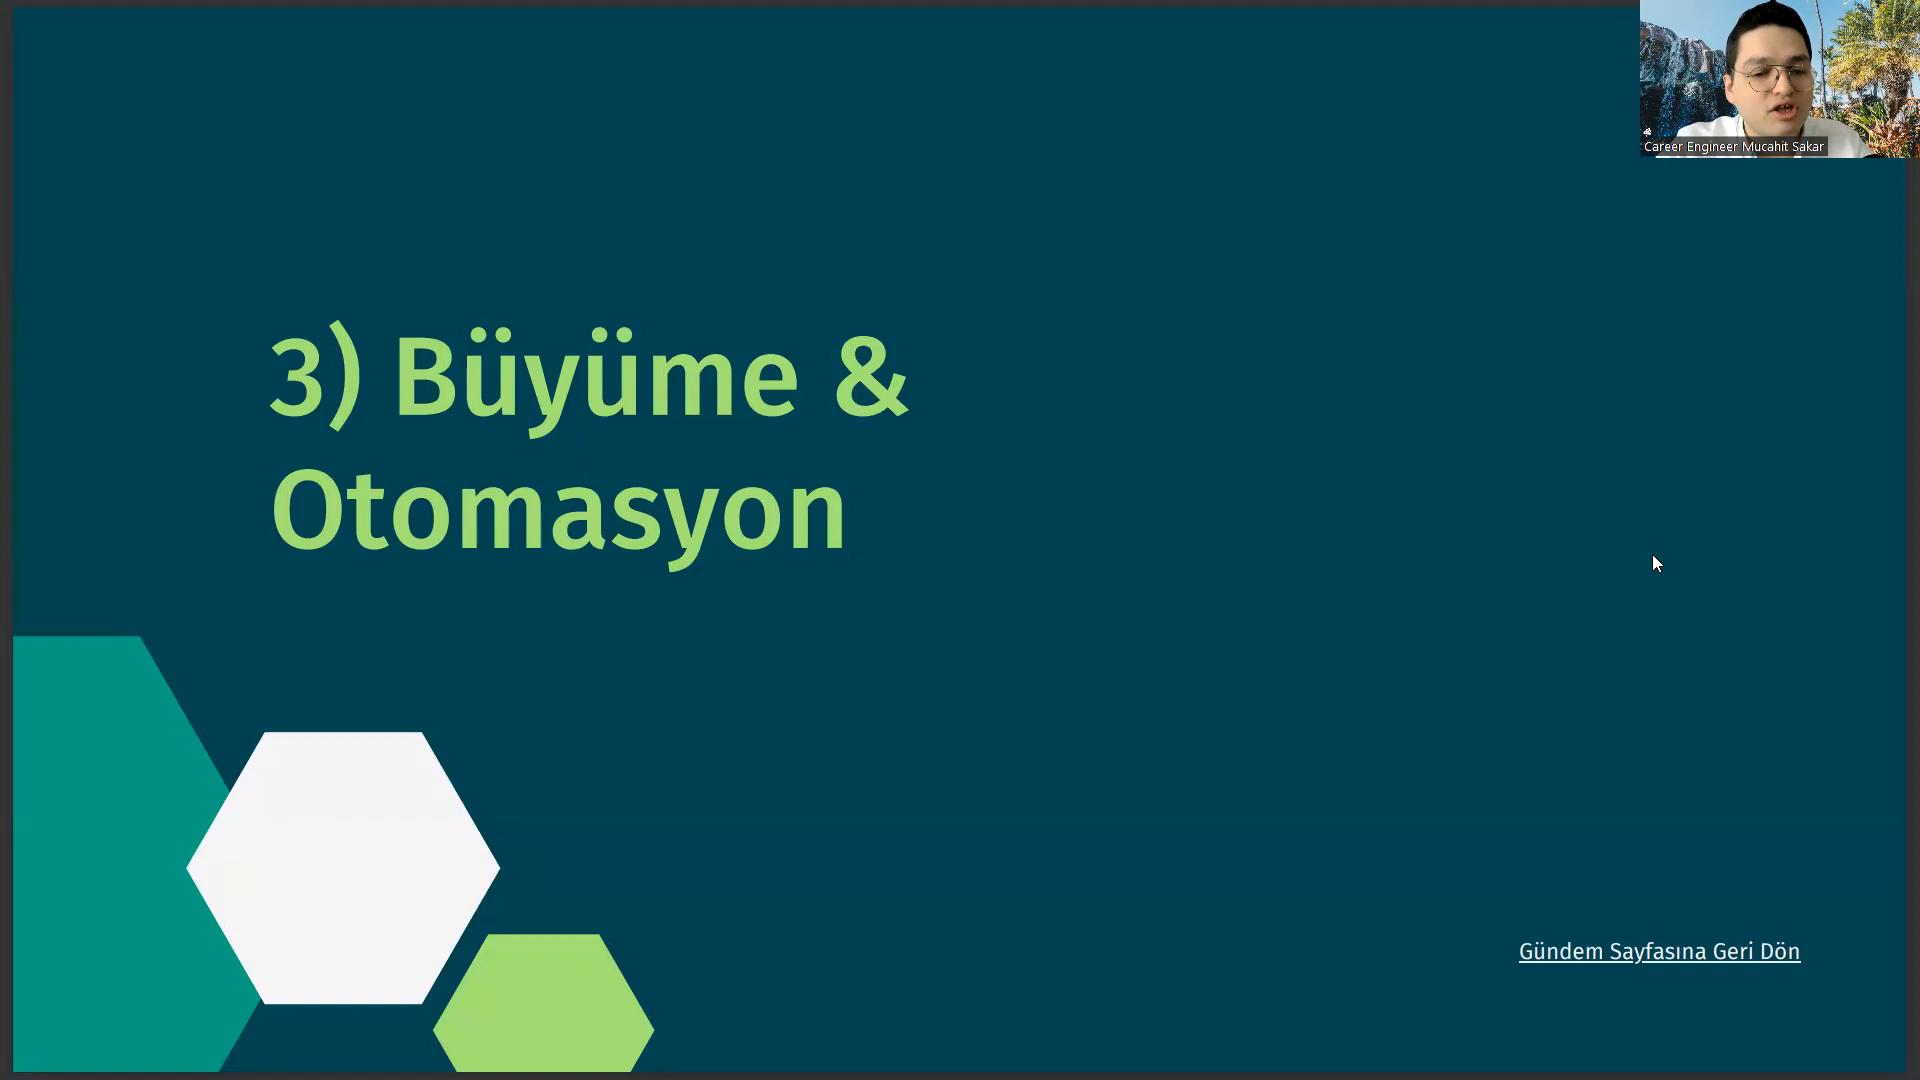 Career Engineer Mucahit Sakar
3) Büyüme &
Otomasyon
Gündem Sayfasına Geri Dön